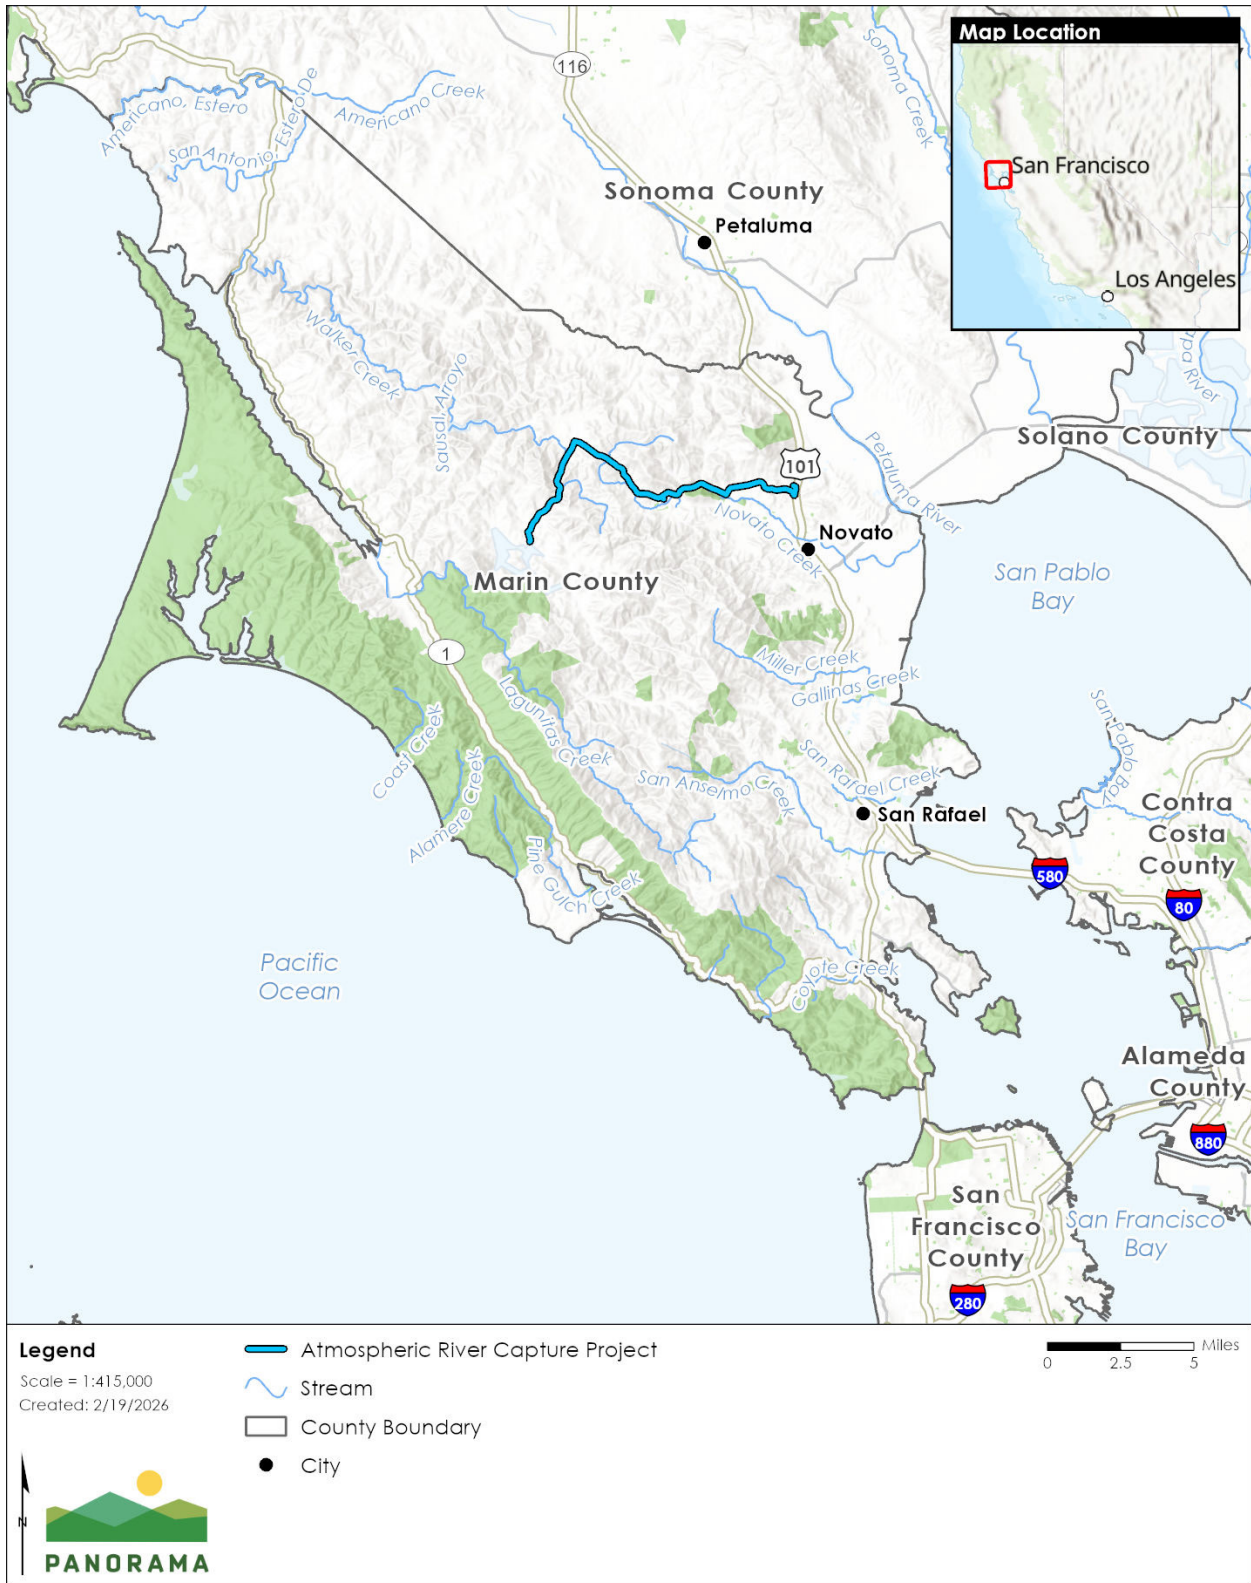 Map Location
San Francisco
Los Angeles
116
Sonoma Creek
Americano, Estero
Americano Creek
San Antonio, Estero De
Sonoma County
Petaluma
Walker Creek
Sausal, Arroyo
Solano County
101
Petaluma River
Novato Creek
Novato
Marin County
San Pablo
Bay
1
Miller Creek
Gallinas Creek
Lagunitas Creek
Coast Creek
Alamere Creek
San Anselmo Creek
San Rafael Creek
San Rafael
San Pablo Bay
Contra
Costa
County
580
80
Pine Gulch Creek
Coyote Creek
Pacific
Ocean
Alameda
County
880
San
Francisco
County
San Francisco
Bay
280
Legend
Scale = 1:415,000
Created: 2/19/2026
Atmospheric River Capture Project
Stream
County Boundary
City
Miles
0 2.5 5
N
PANORAMA